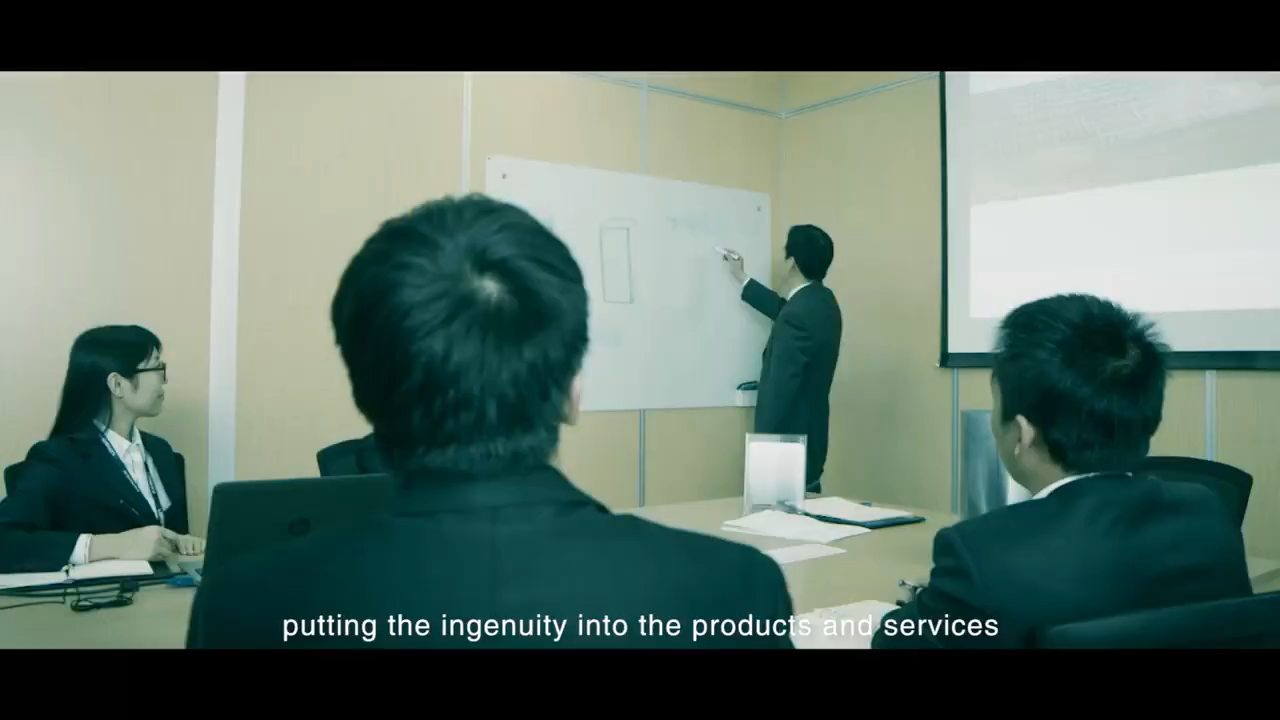 putting the ingenuity into the products and services